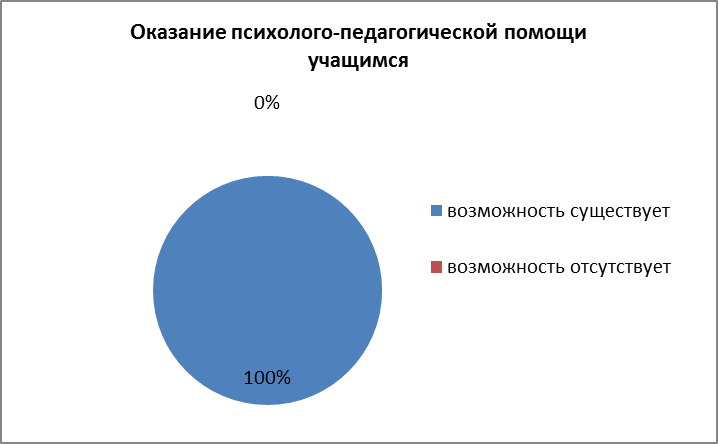 Оказание психолого-педагогической помощи
учащимся
0%
возможность существует
возможность отсутствует
100%